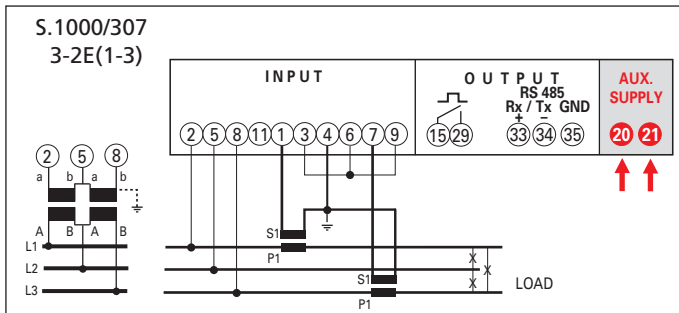 S.1000/307
3-2E(1-3)
INPUT
OUTPUT
RS 485
Rx / Tx GND
+ −
AUX.
SUPPLY
2 5 8 11 1 3 4 6 7 9
15 29 33 34 35
20 21
2 5 8
a b a b
A B A B
L1
L2
L3
S1
P1
S1
P1
X
X
X
LOAD